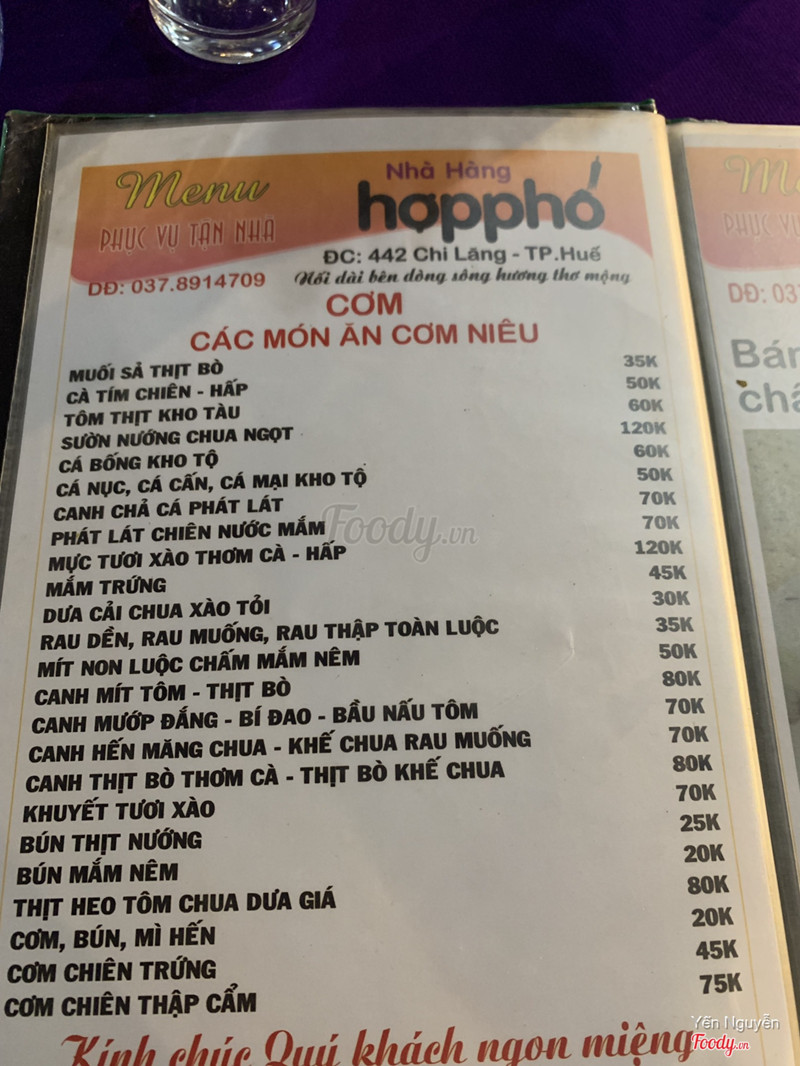 Menu
PHỤC VỤ TẬN NHÀ
Nhà Hàng
hợpphố
ĐC: 442 Chi Lăng - TP.Huế
DĐ: 037.8914709
Nối dài bên dòng sông hương thơ mộng
CƠM
CÁC MÓN ĂN CƠM NIÊU
MUỐI SẢ THỊT BÒ 35K
CÀ TÍM CHIÊN - HẤP 50K
TÔM THỊT KHO TÀU 60K
SƯỜN NƯỚNG CHUA NGỌT 120K
CÁ BỐNG KHO TỘ 60K
CÁ NỤC, CÁ CẤN, CÁ MẠI KHO TỘ 50K
CANH CHẢ CÁ PHÁT LÁT 70K
PHÁT LÁT CHIÊN NƯỚC MẮM 70K
MỰC TƯƠI XÀO THƠM CÀ - HẤP 120K
MẮM TRỨNG 45K
DƯA CẢI CHUA XÀO TỎI 30K
RAU DỀN, RAU MUỐNG, RAU THẬP TOÀN LUỘC 35K
MÍT NON LUỘC CHẤM MẮM NÊM 50K
CANH MÍT TÔM - THỊT BÒ 80K
CANH MƯỚP ĐẮNG - BÍ ĐAO - BẦU NẤU TÔM 70K
CANH HẾN MĂNG CHUA - KHẾ CHUA RAU MUỐNG 70K
CANH THỊT BÒ THƠM CÀ - THỊT BÒ KHẾ CHUA 80K
KHUYẾT TƯƠI XÀO 70K
BÚN THỊT NƯỚNG 25K
BÚN MẮM NÊM 20K
THỊT HEO TÔM CHUA DƯA GIÁ 80K
CƠM, BÚN, MÌ HẾN 20K
CƠM CHIÊN TRỨNG 45K
CƠM CHIÊN THẬP CẨM 75K
Kính chúc Quý khách ngon miệng
PHỤC VỤ
DĐ: 037
Bán
chả
Foody.vn
Yến Nguyễn
Foody.vn